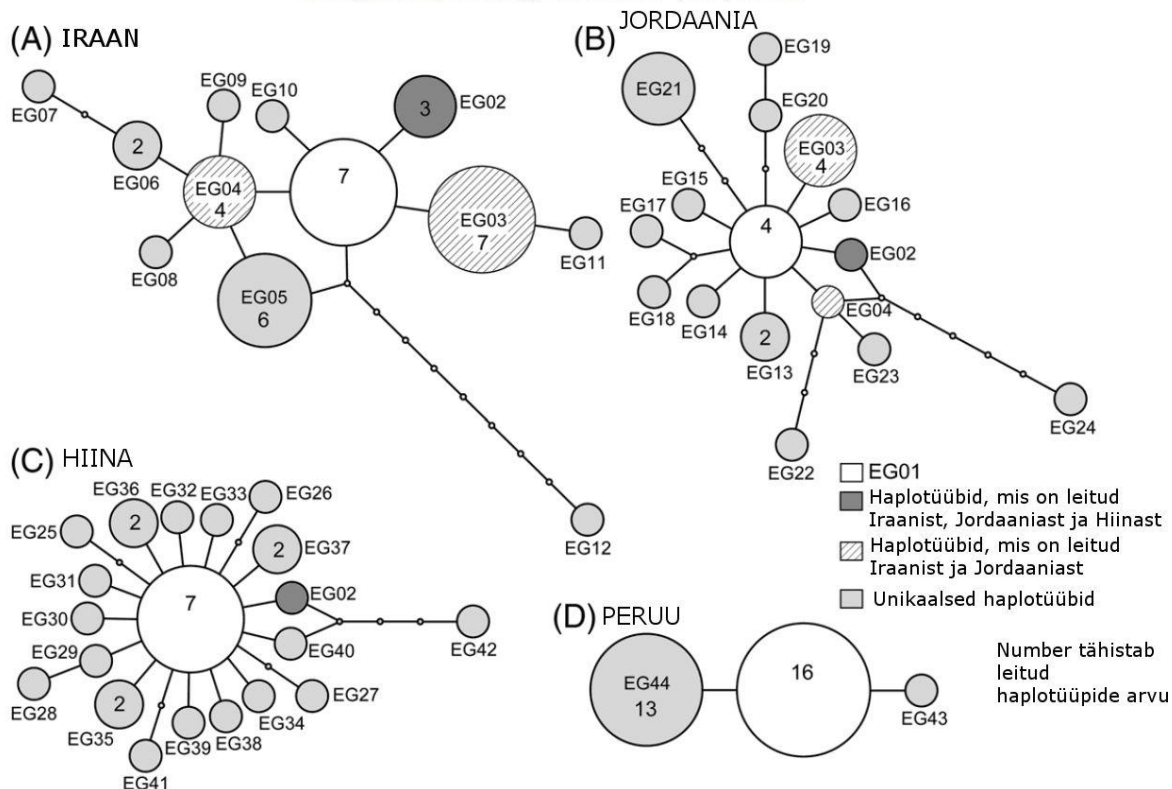 (A) IRAAN
EG07
EG09
EG10
3
EG02
2
EG06
EG04
4
7
EG03
7
EG08
EG11
EG05
6
EG12
(B) JORDAANIA
EG19
EG21
EG20
EG03
4
EG15
EG17
EG16
4
EG02
EG18
EG14
EG04
2
EG13
EG23
EG22
EG24
(C) HIINA
EG36
EG32
EG33
EG26
EG25
2
2
EG37
EG31
7
EG02
EG30
EG42
EG29
EG40
EG28
EG27
2
EG34
EG35
EG38
EG39
EG41
EG01
Haplotüübid, mis on leitud
Iraanist, Jordaaniast ja Hiinast
Haplotüübid, mis on leitud
Iraanist ja Jordaaniast
Unikaalsed haplotüübid
(D) PERUU
EG44
13
16
EG43
Number tähistab
leitud
haplotüüpide arvu